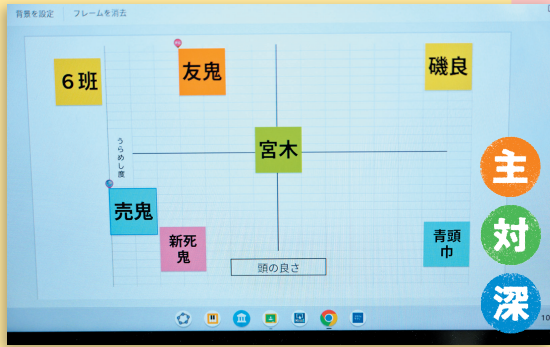 背景を設定
フレームを消去
6班
友鬼
磯良
うらめし度
宮木
売鬼
新死
鬼
青頭
巾
頭の良さ
主
対
深
10